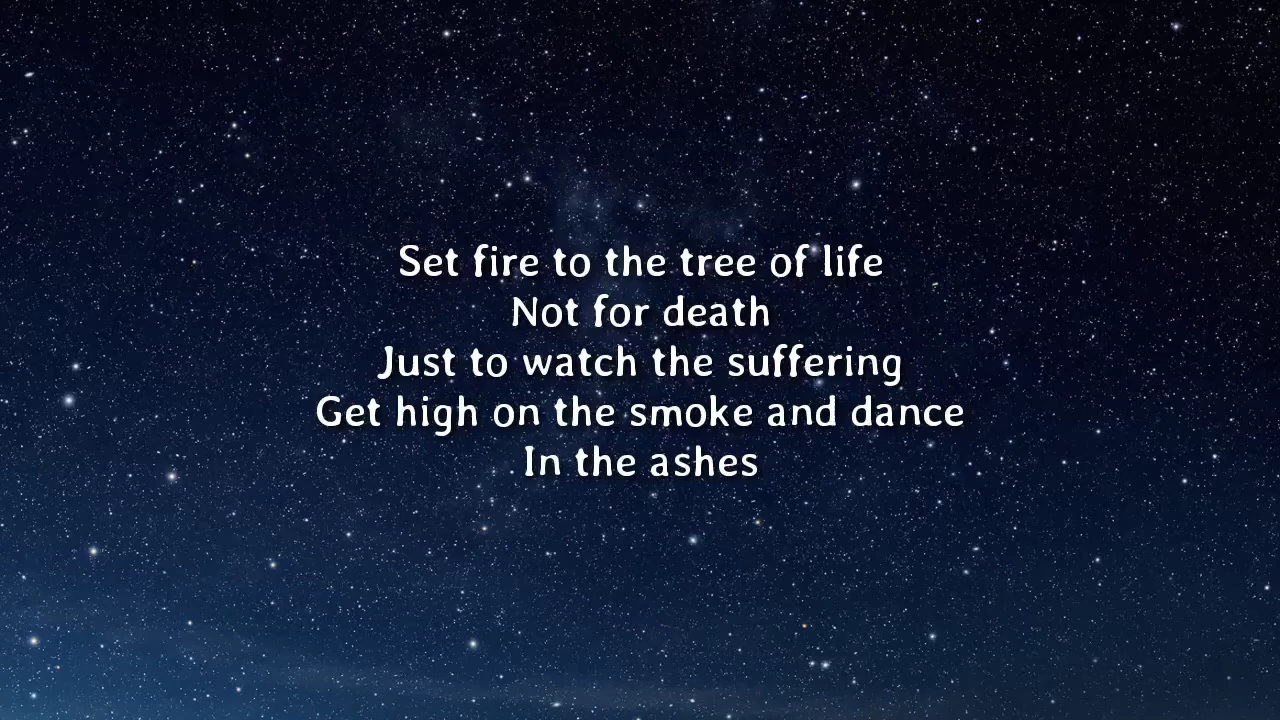 Set fire to the tree of life
Not for death
Just to watch the suffering
Get high on the smoke and dance
In the ashes